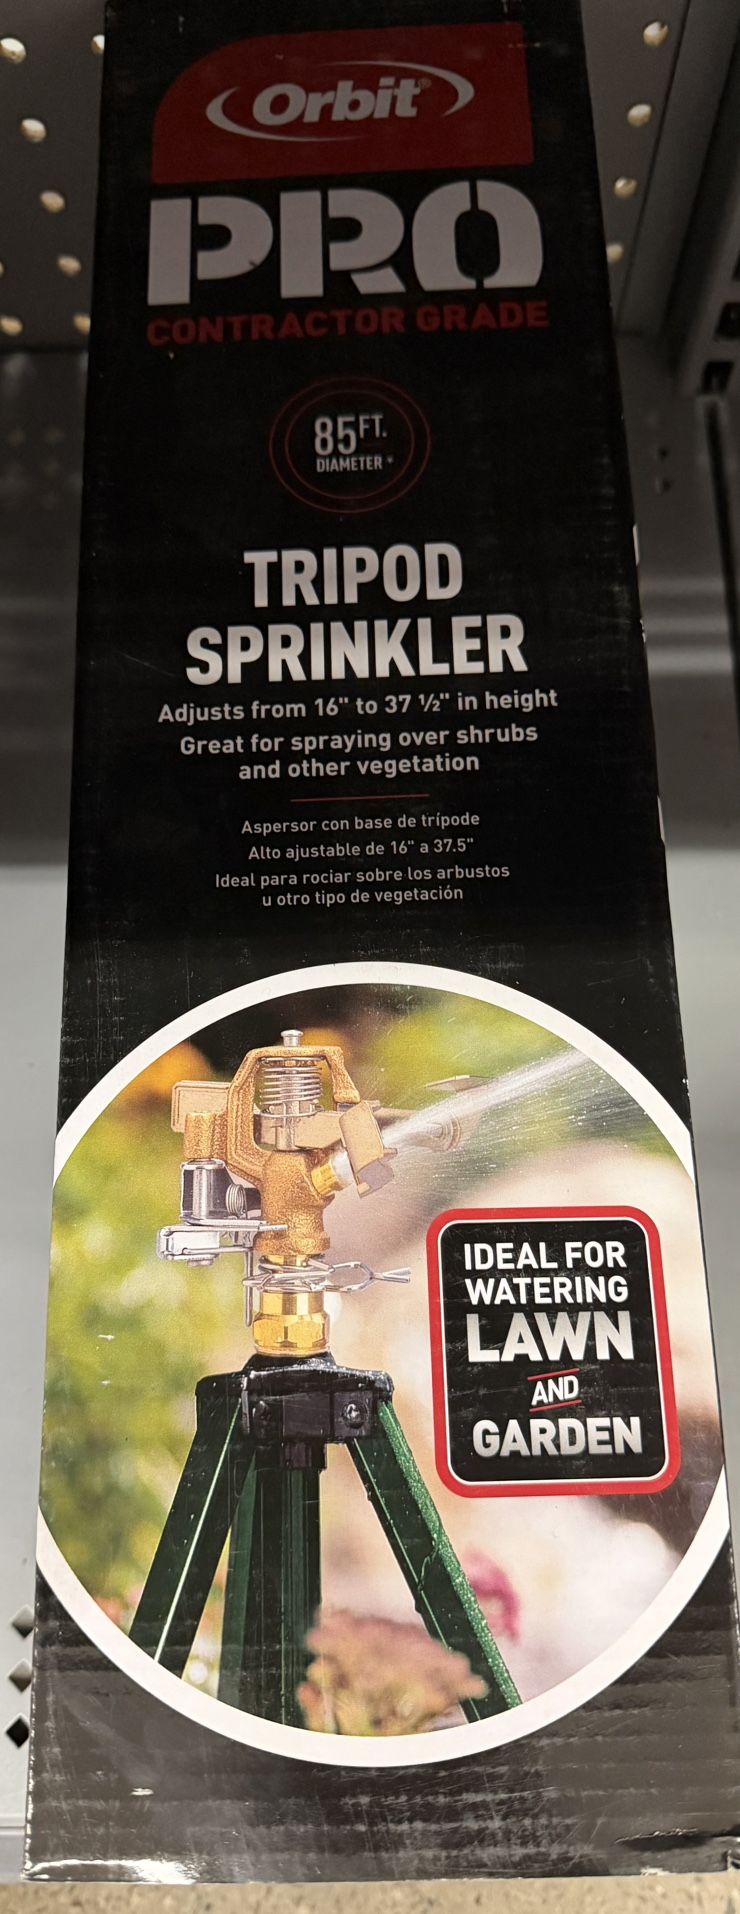 Orbit®
PRO
CONTRACTOR GRADE
85FT.
DIAMETER*
TRIPOD
SPRINKLER
Adjusts from 16" to 37 ½" in height
Great for spraying over shrubs
and other vegetation
Aspersor con base de trípode
Alto ajustable de 16" a 37.5"
Ideal para rociar sobre los arbustos
u otro tipo de vegetación
IDEAL FOR
WATERING
LAWN
AND
GARDEN